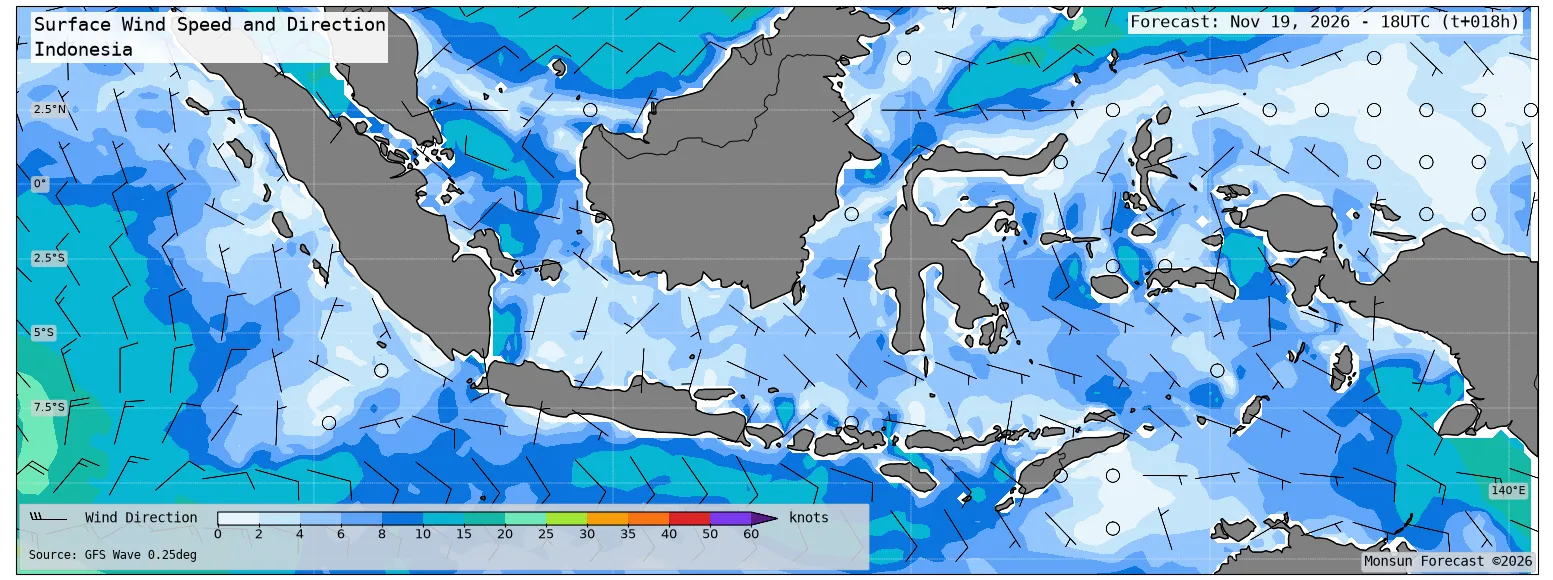 Surface Wind Speed and Direction
Indonesia
Forecast: Nov 19, 2026 - 18UTC (t+018h)
2.5°N
0°
2.5°S
5°S
7.5°S
140°E
Wind Direction
knots
0 2 4 6 8 10 15 20 25 30 35 40 50 60
Source: GFS Wave 0.25deg
Monsun Forecast ©2026